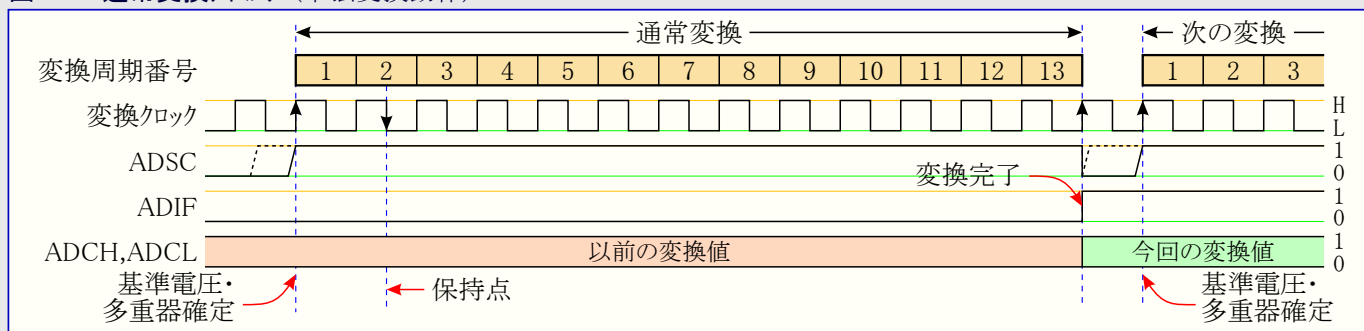 通常変換
次の変換
変換周期番号
1 2 3 4 5 6 7 8 9 10 11 12 13
1 2 3
変換クロック
H
L
ADSC
1
0
変換完了
ADIF
1
0
ADCH,ADCL
以前の変換値
今回の変換値
1
0
基準電圧・
多重器確定
保持点
基準電圧・
多重器確定